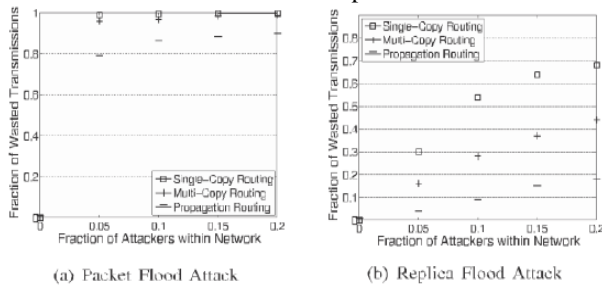 Fraction of Wasted Transmissions
1
0.8
0.6
0.4
0.2
0
0
0.05
0.1
0.15
0.2
Single-Copy Routing
Multi-Copy Routing
Propagation Routing
Fraction of Attackers within Network
(a) Packet Flood Attack
Fraction of Wasted Transmissions
0.8
0.7
0.6
0.5
0.4
0.3
0.2
0.1
0
0
0.05
0.1
0.15
0.2
Single-Copy Routing
Multi-Copy Routing
Propagation Routing
Fraction of Attackers within Network
(b) Replica Flood Attack